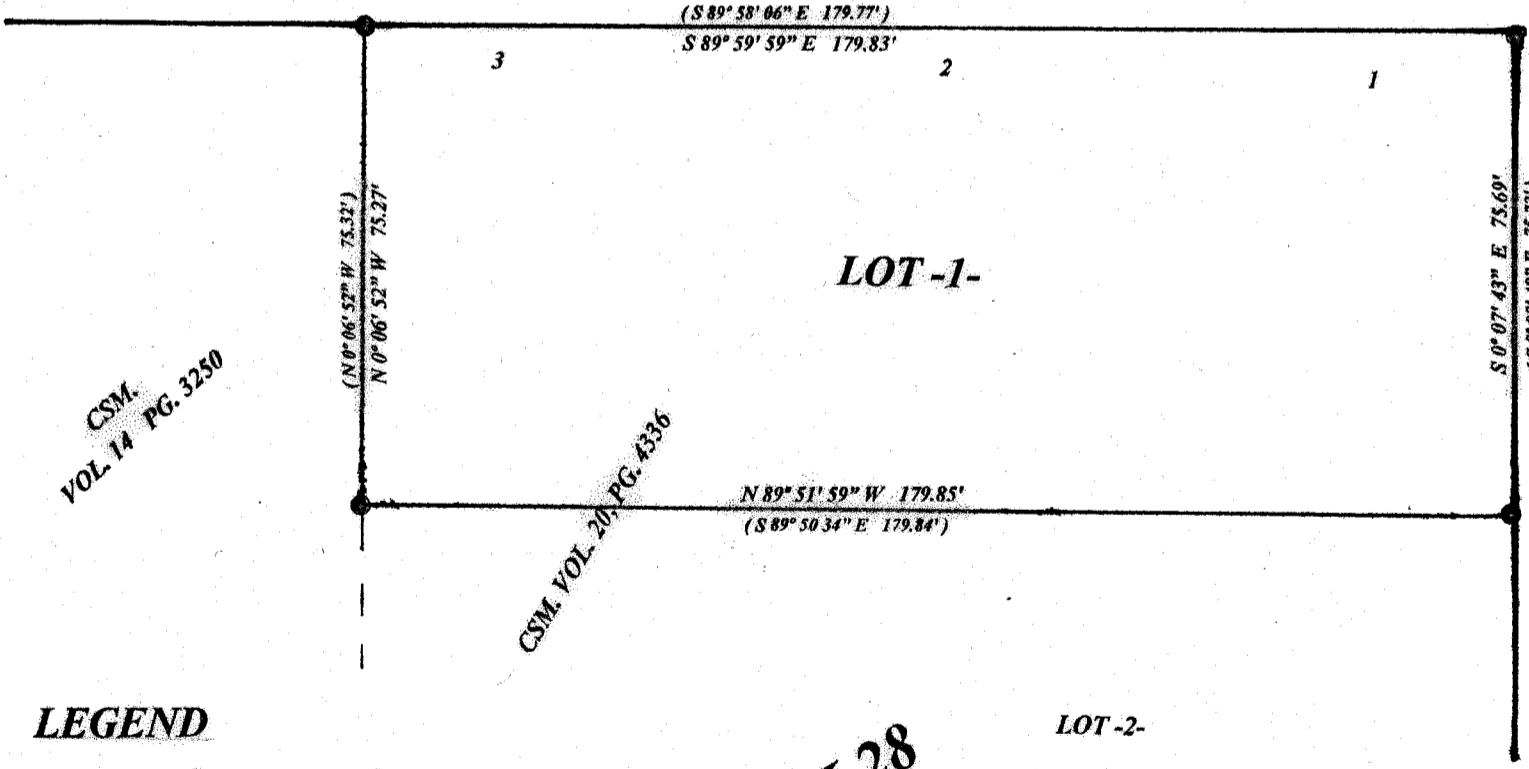 (S 89° 58' 06" E 179.77')
S 89° 59' 59" E 179.83'
3
2
1
(N 0° 06' 52" W 75.32')
N 0° 06' 52" W 75.27'
S 0° 07' 43" E 75.69'
LOT -1-
CSM.
VOL. 14 PG. 3250
CSM. VOL. 20, PG. 4336
N 89° 51' 59" W 179.85'
(S 89° 50 34" E 179.84')
LEGEND
LOT -2-
28